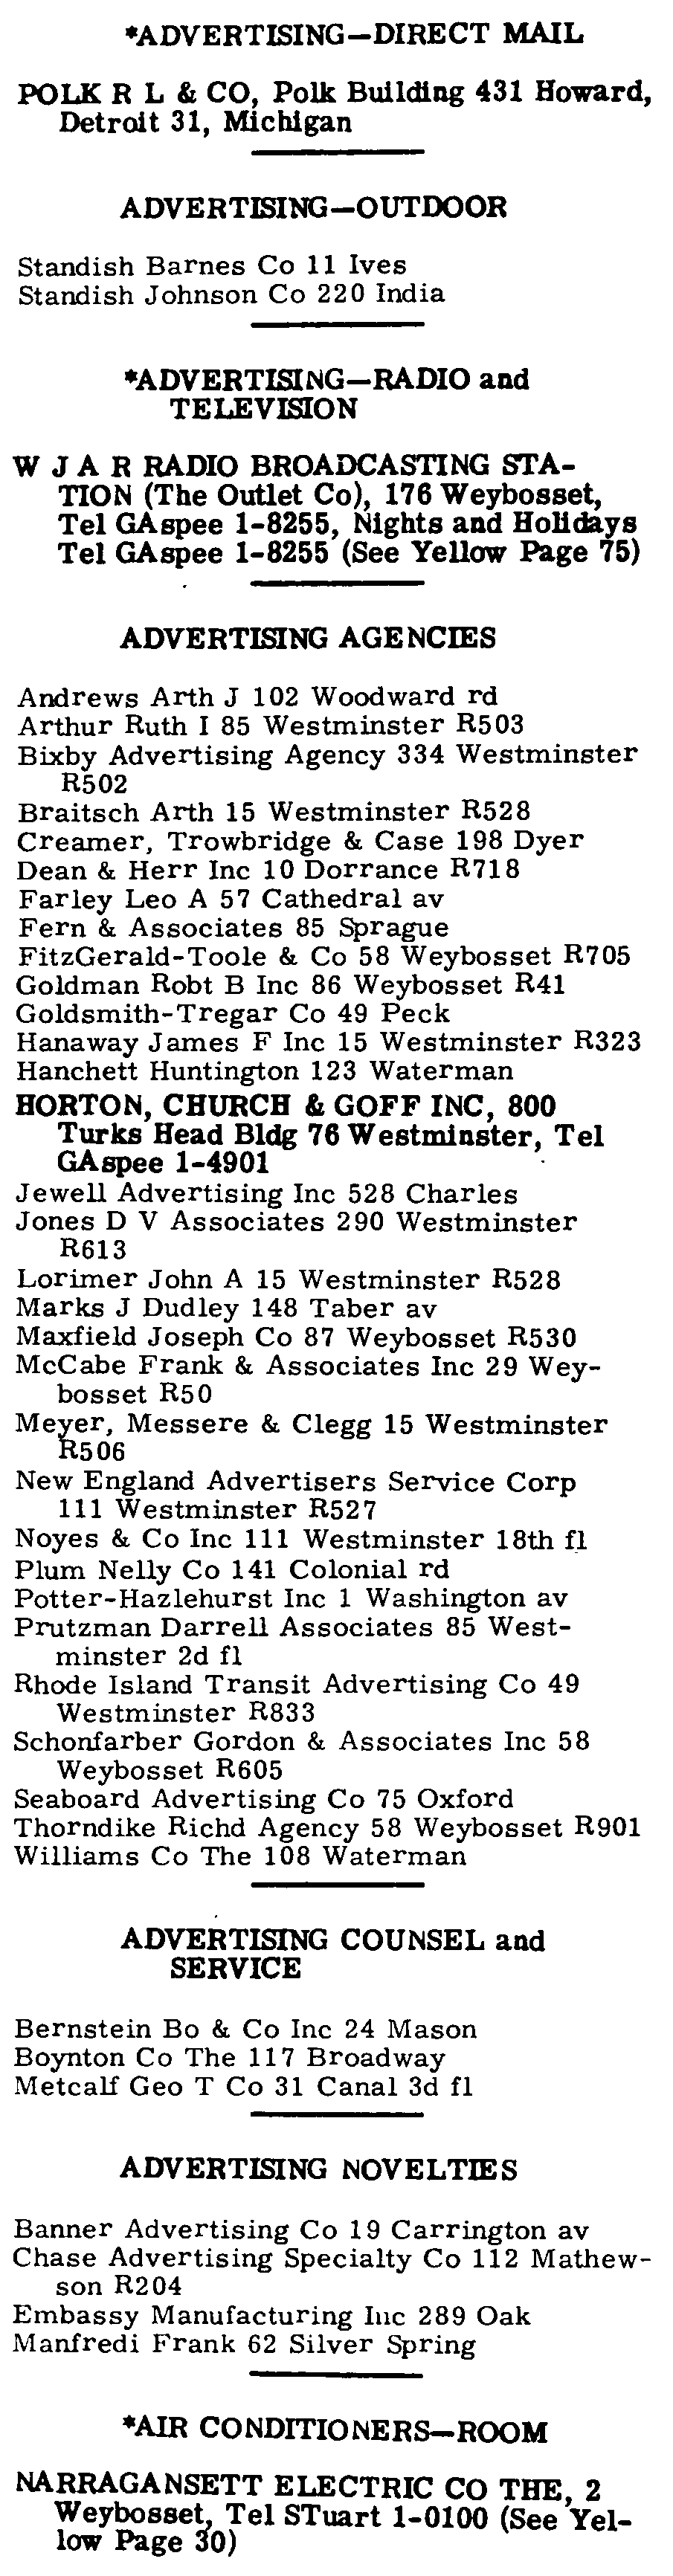 *ADVERTISING—DIRECT MAIL
POLK R L & CO, Polk Building 431 Howard,
Detroit 31, Michigan
ADVERTISING—OUTDOOR
Standish Barnes Co 11 Ives
Standish Johnson Co 220 India
*ADVERTISING—RADIO and
TELEVISION
W J A R RADIO BROADCASTING STA-
TION (The Outlet Co), 176 Weybosset,
Tel GAspee 1-8255, Nights and Holidays
Tel GAspee 1-8255 (See Yellow Page 75)
ADVERTISING AGENCIES
Andrews Arth J 102 Woodward rd
Arthur Ruth I 85 Westminster R503
Bixby Advertising Agency 334 Westminster
R502
Braitsch Arth 15 Westminster R528
Creamer, Trowbridge & Case 198 Dyer
Dean & Herr Inc 10 Dorrance R718
Farley Leo A 57 Cathedral av
Fern & Associates 85 Sprague
FitzGerald-Toole & Co 58 Weybosset R705
Goldman Robt B Inc 86 Weybosset R41
Goldsmith-Tregar Co 49 Peck
Hanaway James F Inc 15 Westminster R323
Hanchett Huntington 123 Waterman
HORTON, CHURCH & GOFF INC, 800
Turks Head Bldg 76 Westminster, Tel
GAspee 1-4901
Jewell Advertising Inc 528 Charles
Jones D V Associates 290 Westminster
R613
Lorimer John A 15 Westminster R528
Marks J Dudley 148 Taber av
Maxfield Joseph Co 87 Weybosset R530
McCabe Frank & Associates Inc 29 Wey-
bosset R50
Meyer, Messere & Clegg 15 Westminster
R506
New England Advertisers Service Corp
111 Westminster R527
Noyes & Co Inc 111 Westminster 18th fl
Plum Nelly Co 141 Colonial rd
Potter-Hazlehurst Inc 1 Washington av
Prutzman Darrell Associates 85 West-
minster 2d fl
Rhode Island Transit Advertising Co 49
Westminster R833
Schonfarber Gordon & Associates Inc 58
Weybosset R605
Seaboard Advertising Co 75 Oxford
Thorndike Richd Agency 58 Weybosset R901
Williams Co The 108 Waterman
ADVERTISING COUNSEL and
SERVICE
Bernstein Bo & Co Inc 24 Mason
Boynton Co The 117 Broadway
Metcalf Geo T Co 31 Canal 3d fl
ADVERTISING NOVELTIES
Banner Advertising Co 19 Carrington av
Chase Advertising Specialty Co 112 Mathew-
son R204
Embassy Manufacturing Inc 289 Oak
Manfredi Frank 62 Silver Spring
*AIR CONDITIONERS—ROOM
NARRAGANSETT ELECTRIC CO THE, 2
Weybosset, Tel STuart 1-0100 (See Yel-
low Page 30)